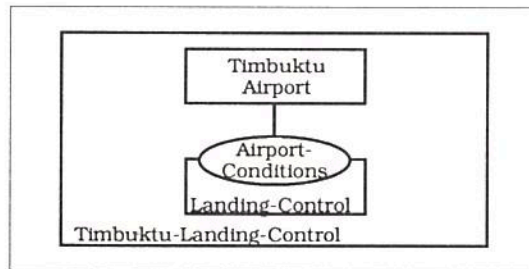 Timbuktu
Airport
Airport-
Conditions
Landing-Control
Timbuktu-Landing-Control